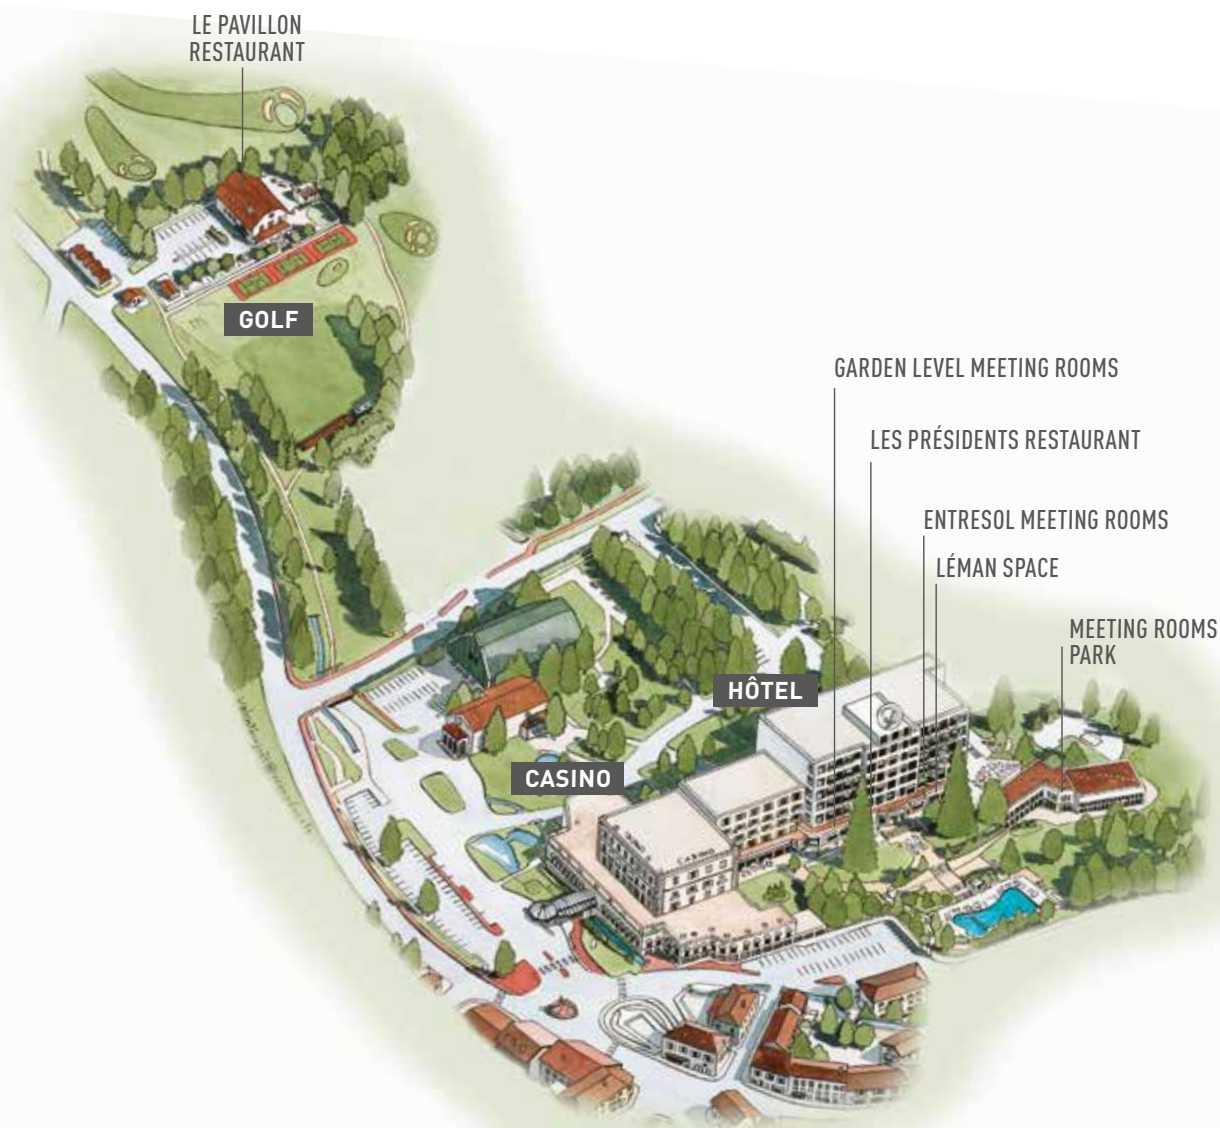 LE PAVILLON
RESTAURANT
GOLF
GARDEN LEVEL MEETING ROOMS
LES PRÉSIDENTS RESTAURANT
ENTRESOL MEETING ROOMS
LÉMAN SPACE
MEETING ROOMS
PARK
HÔTEL
CASINO
CASINO